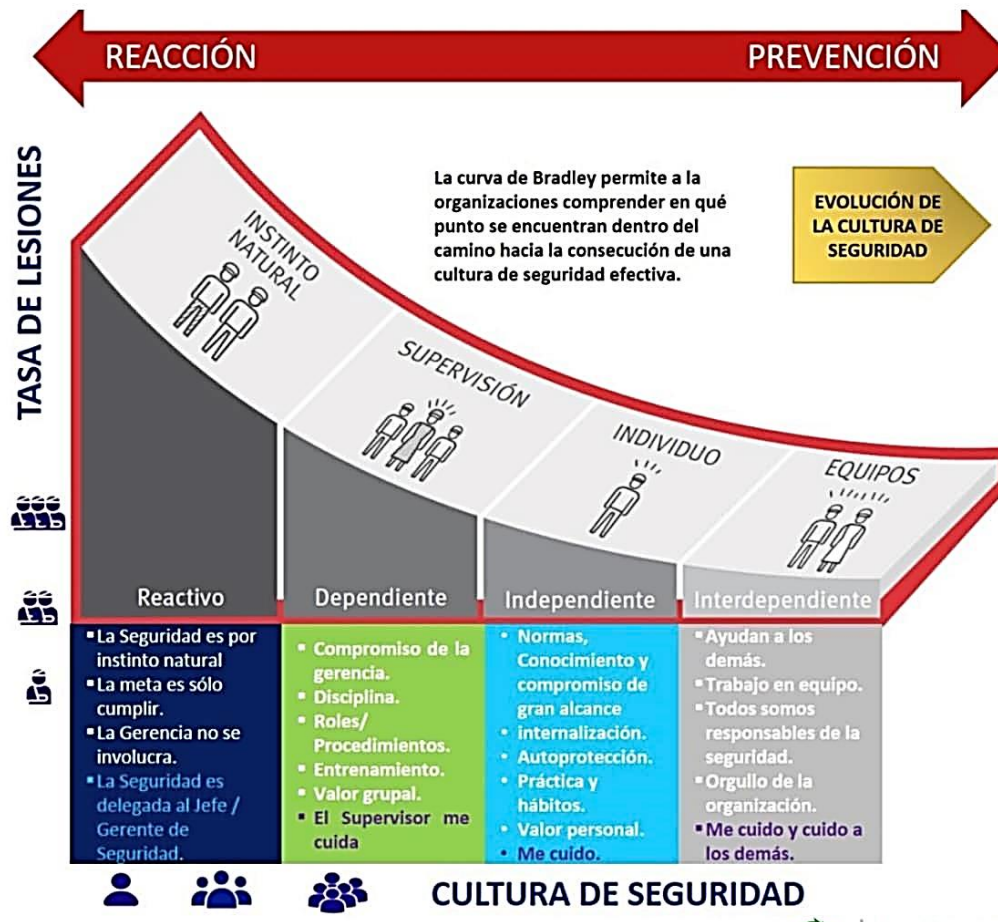 REACCIÓN
PREVENCIÓN
TASA DE LESIONES
La curva de Bradley permite a la
organizaciones comprender en qué
punto se encuentran dentro del
camino hacia la consecución de una
cultura de seguridad efectiva.
EVOLUCIÓN DE
LA CULTURA DE
SEGURIDAD
INSTINTO
NATURAL
SUPERVISIÓN
INDIVIDUO
EQUIPOS
Reactivo
Dependiente
Independiente
Interdependiente
▪La Seguridad es por
instinto natural
▪La meta es sólo
cumplir.
▪La Gerencia no se
involucra.
▪La Seguridad es
delegada al Jefe /
Gerente de
Seguridad.
▪ Compromiso de la
gerencia.
▪ Disciplina.
▪ Roles/
Procedimientos.
▪ Entrenamiento.
▪ Valor grupal.
▪ El Supervisor me
cuida
• Normas,
Conocimiento y
compromiso de
gran alcance
• internalización.
• Autoprotección.
• Práctica y
hábitos.
• Valor personal.
• Me cuido.
▪Ayudan a los
demás.
▪Trabajo en equipo.
▪Todos somos
responsables de la
seguridad.
▪Orgullo de la
organización.
▪Me cuido y cuido a
los demás.
CULTURA DE SEGURIDAD